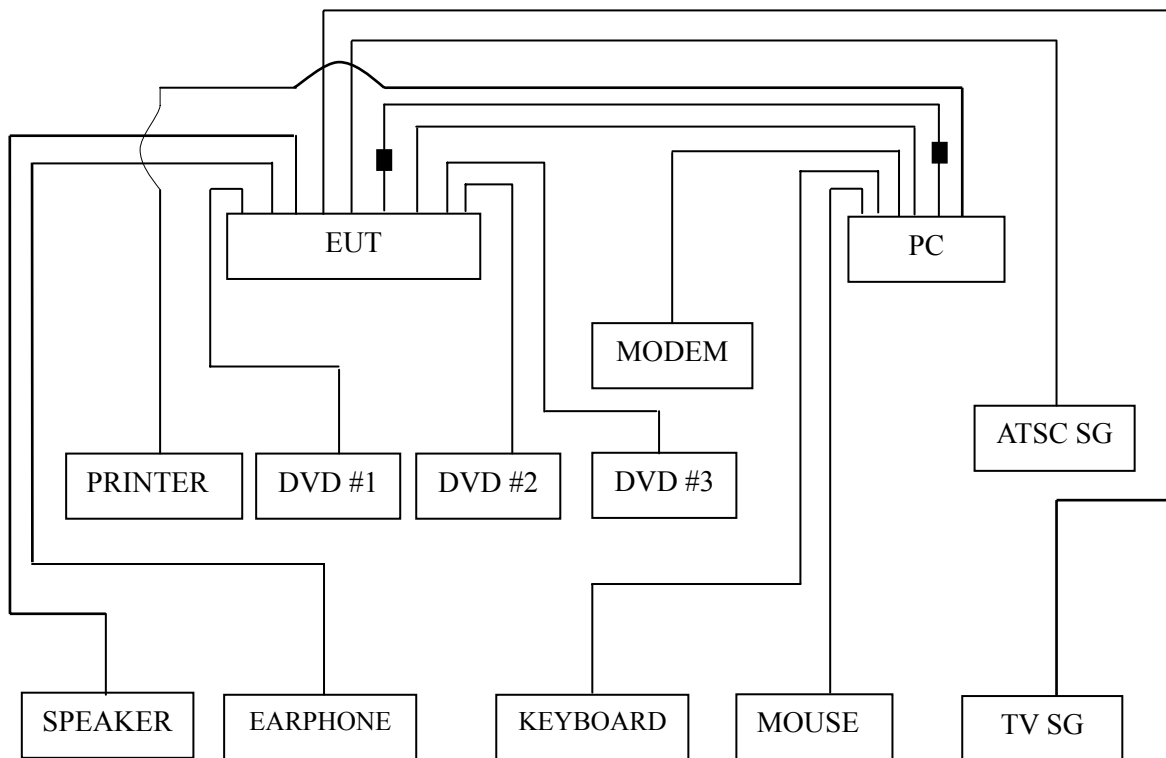 EUT
PC
MODEM
ATSC SG
PRINTER
DVD #1
DVD #2
DVD #3
SPEAKER
EARPHONE
KEYBOARD
MOUSE
TV SG